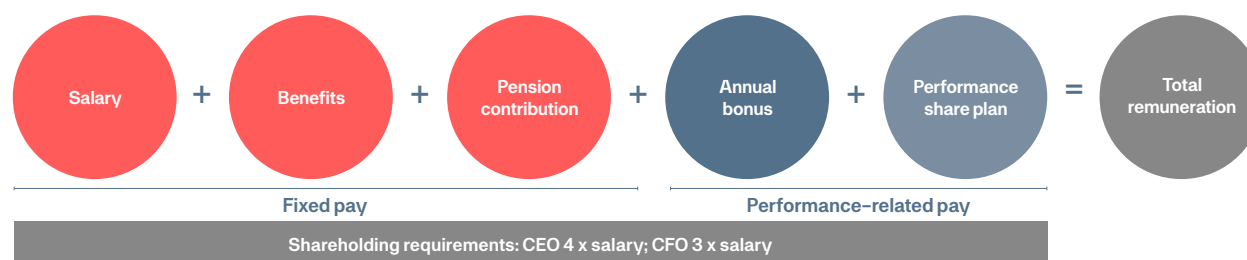 Salary + Benefits + Pension contribution + Annual bonus + Performance share plan = Total remuneration
Fixed pay
Performance-related pay
Shareholding requirements: CEO 4 x salary; CFO 3 x salary